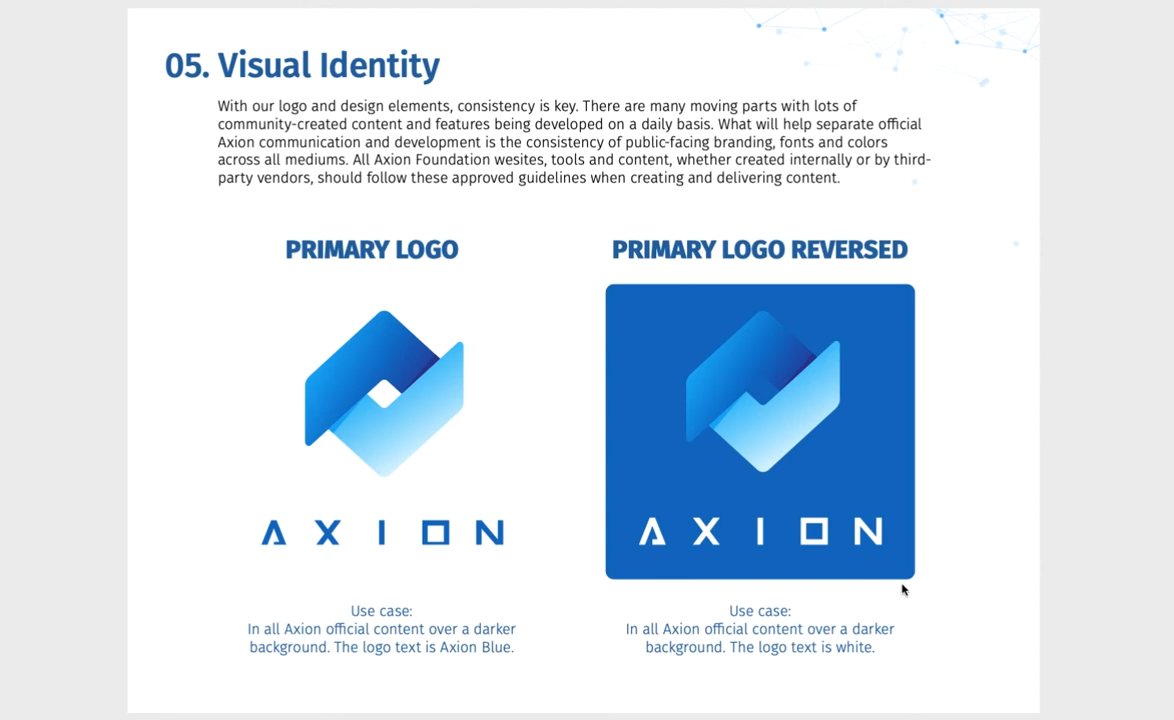 05. Visual Identity
With our logo and design elements, consistency is key. There are many moving parts with lots of
community-created content and features being developed on a daily basis. What will help separate official
Axion communication and development is the consistency of public-facing branding, fonts and colors
across all mediums. All Axion Foundation wesites, tools and content, whether created internally or by third-
party vendors, should follow these approved guidelines when creating and delivering content.
PRIMARY LOGO
AXION
Use case:
In all Axion official content over a darker
background. The logo text is Axion Blue.
PRIMARY LOGO REVERSED
AXION
Use case:
In all Axion official content over a darker
background. The logo text is white.